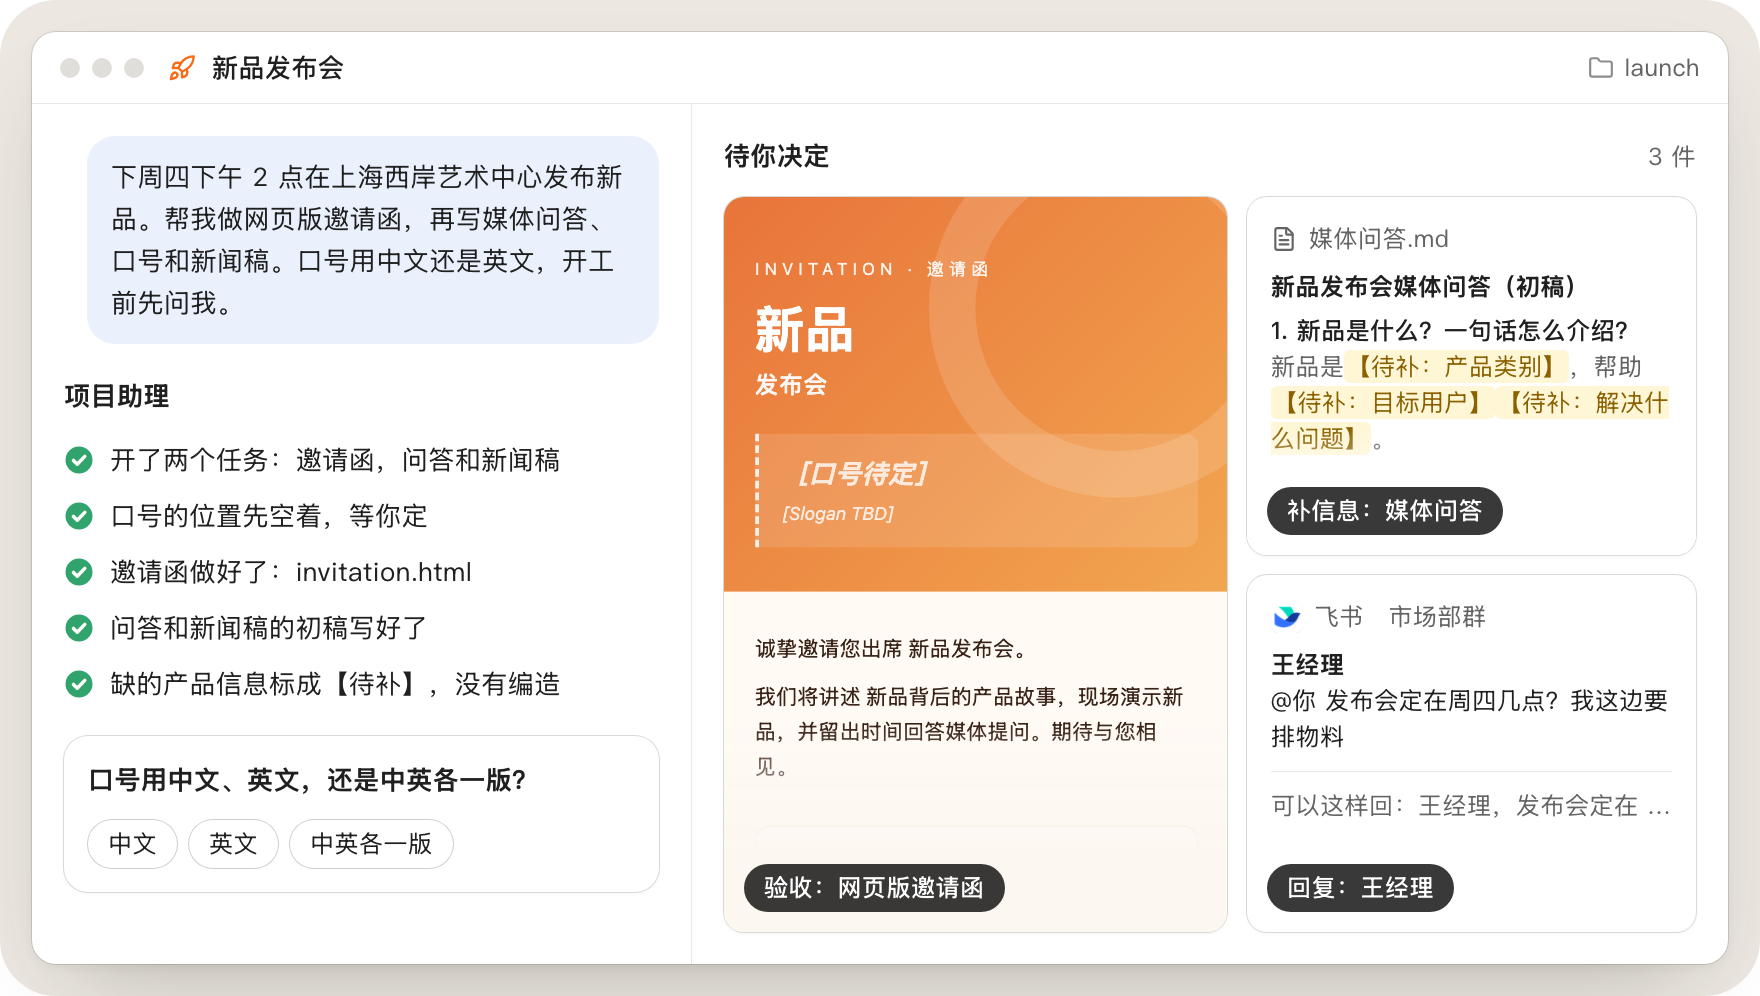 新品发布会
launch
下周四下午 2 点在上海西岸艺术中心发布新
品。帮我做网页版邀请函，再写媒体问答、
口号和新闻稿。口号用中文还是英文，开工
前先问我。
项目助理
开了两个任务：邀请函，问答和新闻稿
口号的位置先空着，等你定
邀请函做好了：invitation.html
问答和新闻稿的初稿写好了
缺的产品信息标成【待补】，没有编造
口号用中文、英文，还是中英各一版？
中文
英文
中英各一版
待你决定
3 件
INVITATION · 邀请函
新品
发布会
[口号待定]
[Slogan TBD]
诚挚邀请您出席 新品发布会。
我们将讲述 新品背后的产品故事，现场演示新
品，并留出时间回答媒体提问。期待与您相
见。
验收：网页版邀请函
媒体问答.md
新品发布会媒体问答（初稿）
1. 新品是什么？一句话怎么介绍？
新品是【待补：产品类别】，帮助
【待补：目标用户】【待补：解决什
么问题】。
补信息：媒体问答
飞书 市场部群
王经理
@你 发布会定在周四几点？我这边要
排物料
可以这样回：王经理，发布会定在 ...
回复：王经理